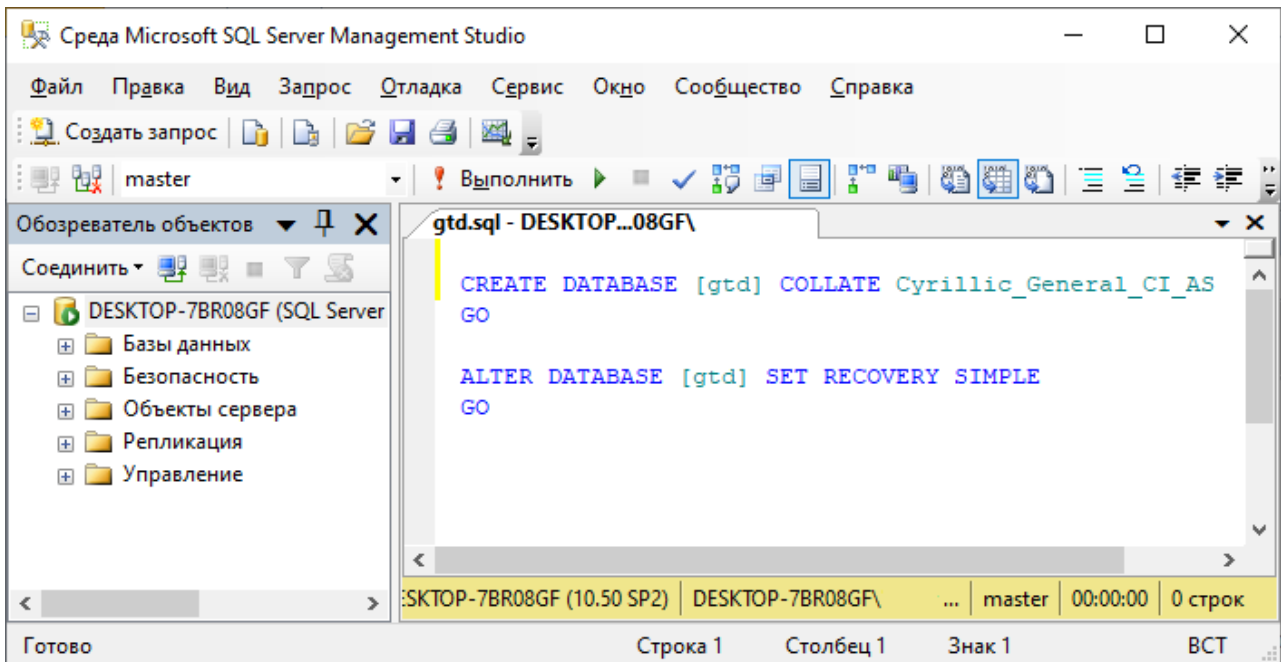 Среда Microsoft SQL Server Management Studio
Файл Правка Вид Запрос Отладка Сервис Окно Сообщество Справка
Создать запрос
master Выполнить
Обозреватель объектов
gtd.sql - DESKTOP...08GF\
Соединить
DESKTOP-7BR08GF (SQL Server
Базы данных
Безопасность
Объекты сервера
Репликация
Управление
CREATE DATABASE [gtd] COLLATE Cyrillic_General_CI_AS
GO
ALTER DATABASE [gtd] SET RECOVERY SIMPLE
GO
ESKTOP-7BR08GF (10.50 SP2) DESKTOP-7BR08GF\ ... master 00:00:00 0 строк
Готово Строка 1 Столбец 1 Знак 1 ВСТ